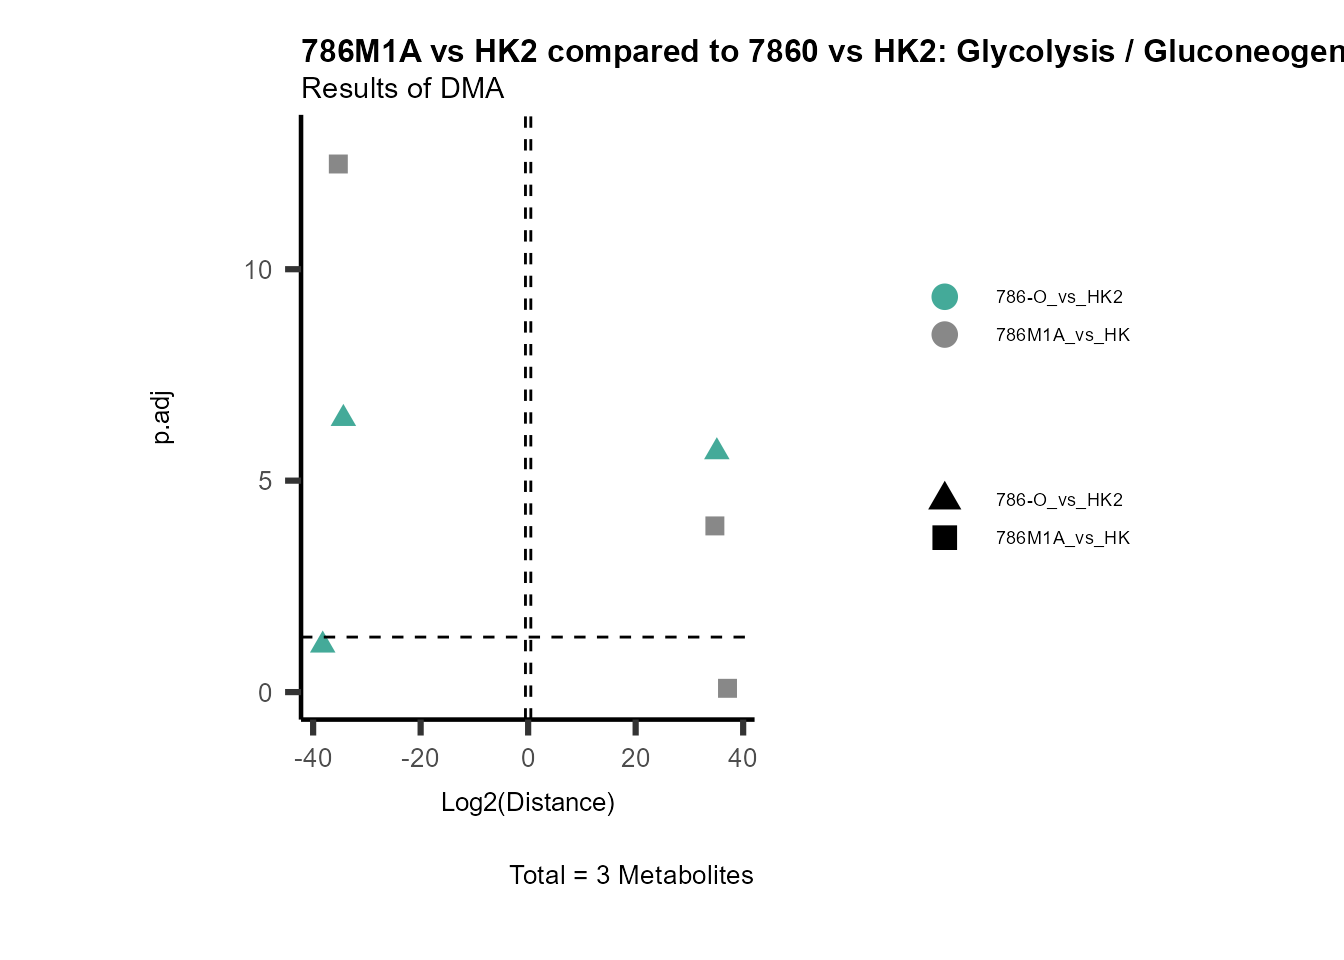 786M1A vs HK2 compared to 7860 vs HK2: Glycolysis / Gluconeogen
Results of DMA
10
5
0
p.adj
-40 -20 0 20 40
Log2(Distance)
Total = 3 Metabolites
786-O_vs_HK2
786M1A_vs_HK
786-O_vs_HK2
786M1A_vs_HK